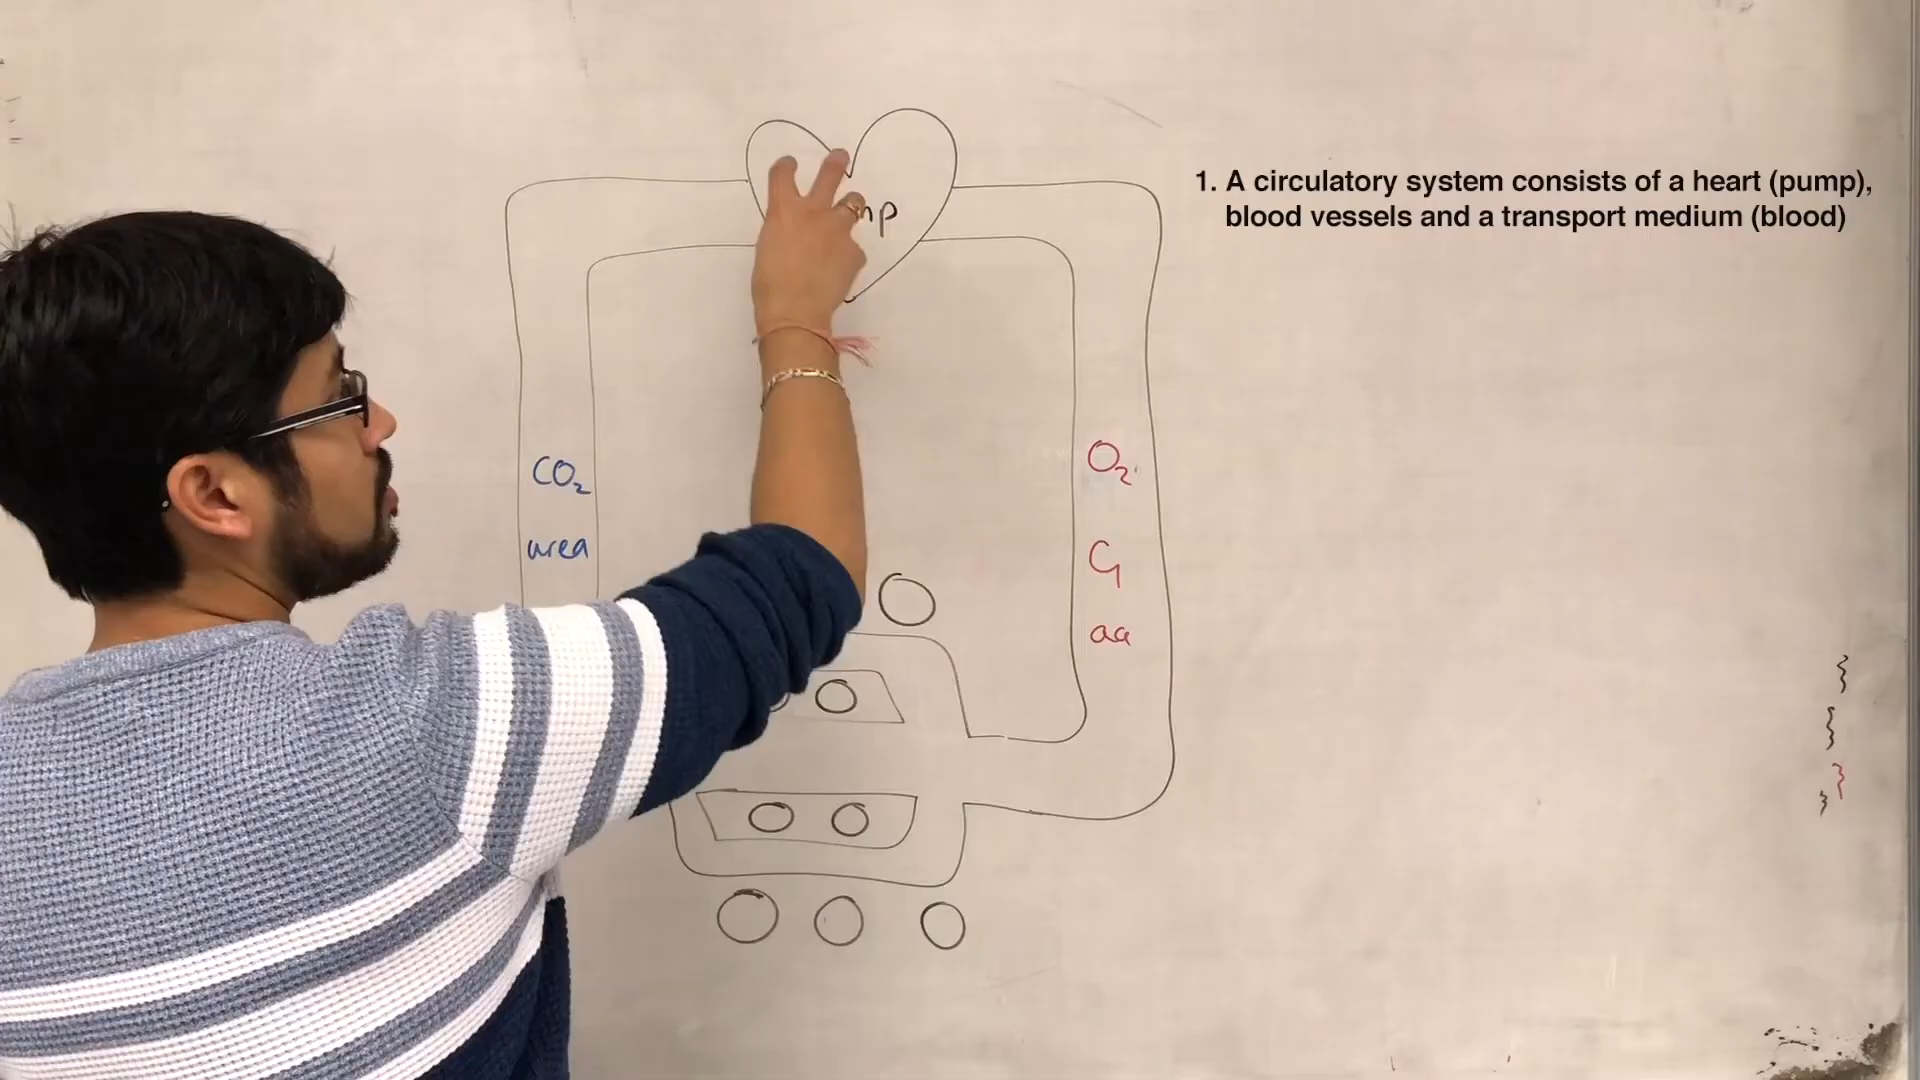 1. A circulatory system consists of a heart (pump),
blood vessels and a transport medium (blood)
CO₂
urea
O₂
G
aa